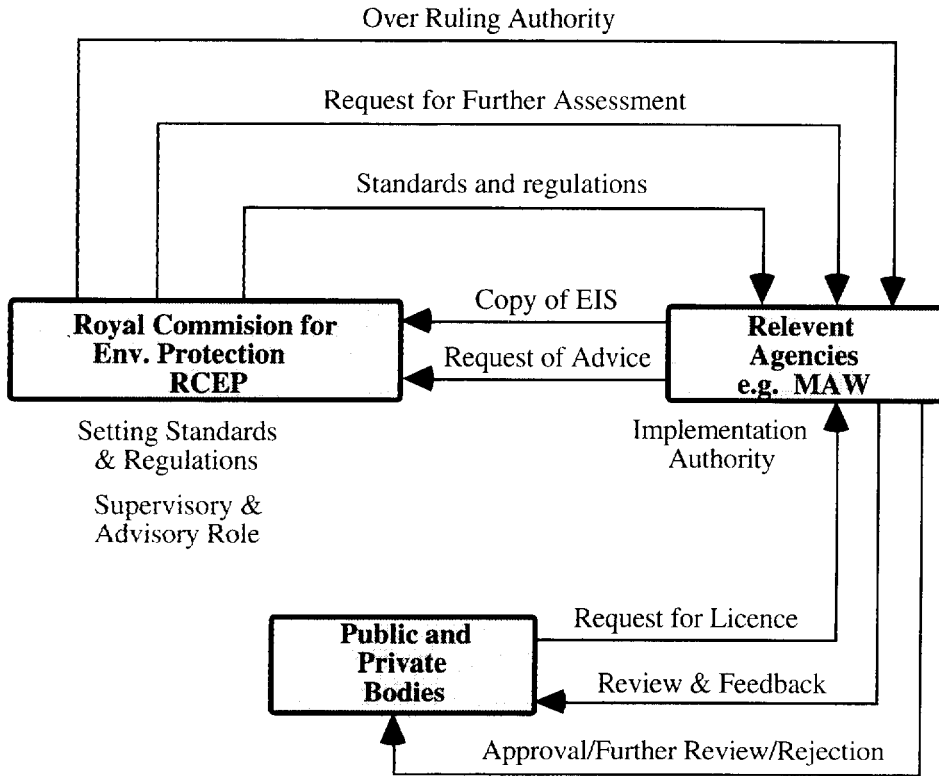 Over Ruling Authority
Request for Further Assessment
Standards and regulations
Copy of EIS
Request of Advice
Royal Commision for
Env. Protection
RCEP
Relevent
Agencies
e.g. MAW
Setting Standards
& Regulations
Supervisory &
Advisory Role
Implementation
Authority
Public and
Private
Bodies
Request for Licence
Review & Feedback
Approval/Further Review/Rejection